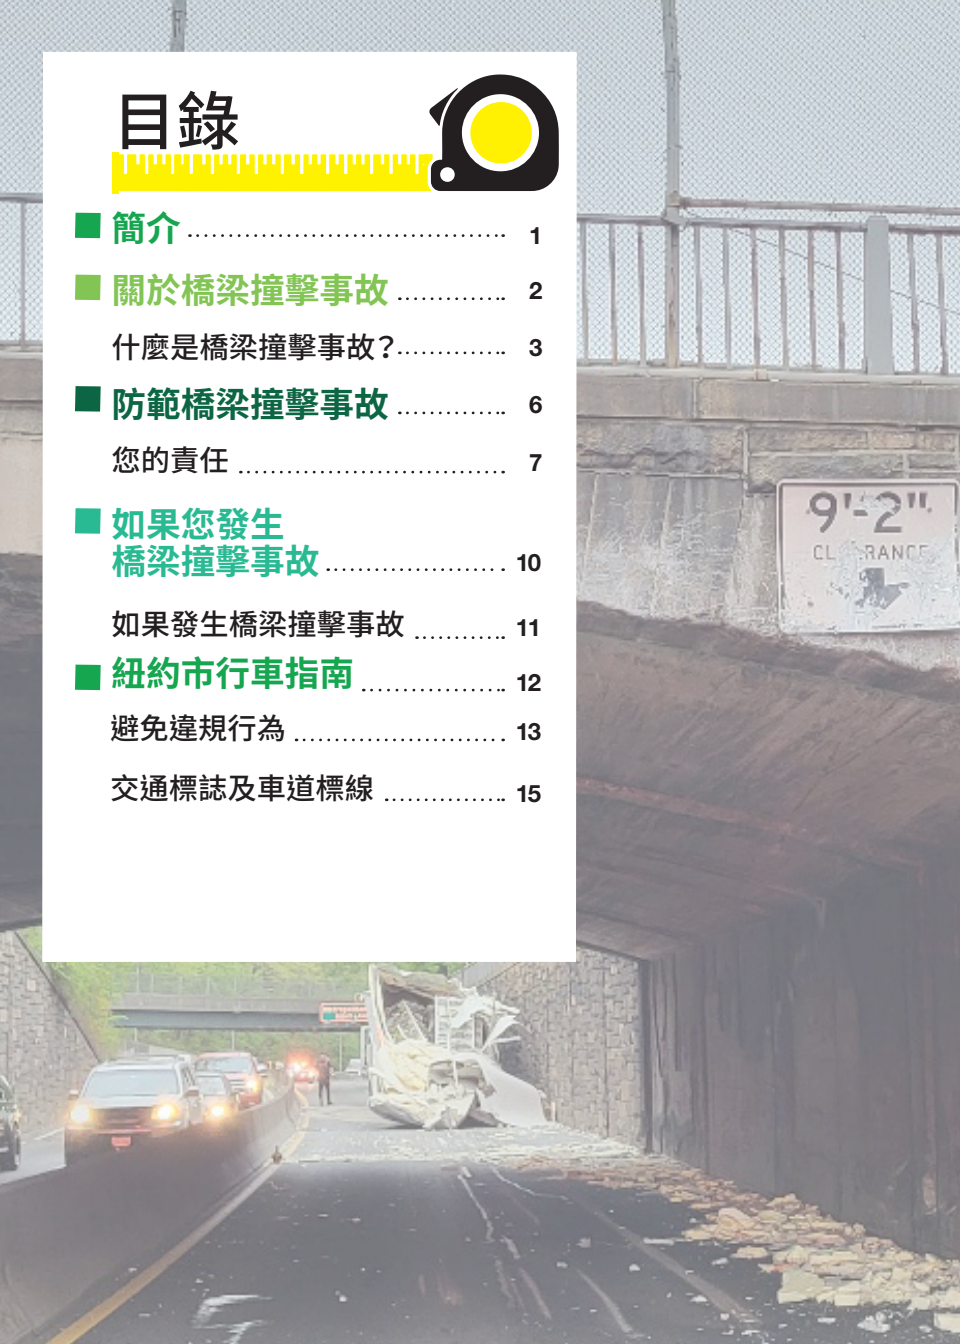 目錄
簡介 1
關於橋梁撞擊事故 2
什麼是橋梁撞擊事故？ 3
防範橋梁撞擊事故 6
您的責任 7
如果您發生
橋梁撞擊事故 10
如果發生橋梁撞擊事故 11
紐約市行車指南 12
避免違規行為 13
交通標誌及車道標線 15
9'-2"